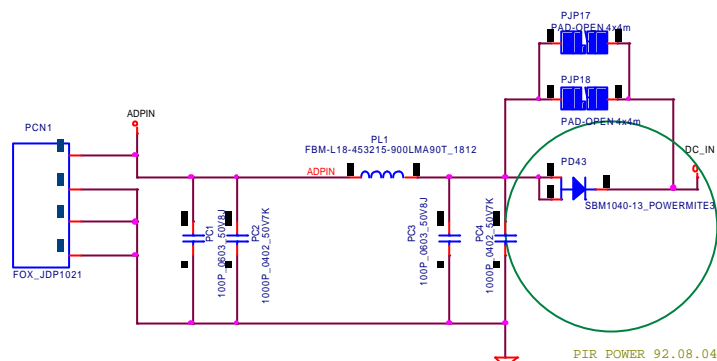 PJP17
PAD-OPEN 4x4m
PJP18
PAD-OPEN 4x4m
PCN1
ADPIN
PL1
FBM-L18-453215-900LMA90T_1812
ADPIN
DC_IN
PD43
SBM1040-13_POWERMITE3
PC1
100P_0603_50V8J
PC2
1000P_0402_50V7K
PC3
100P_0603_50V8J
PC4
1000P_0402_50V7K
FOX_JDP1021
PIR POWER 92.08.04